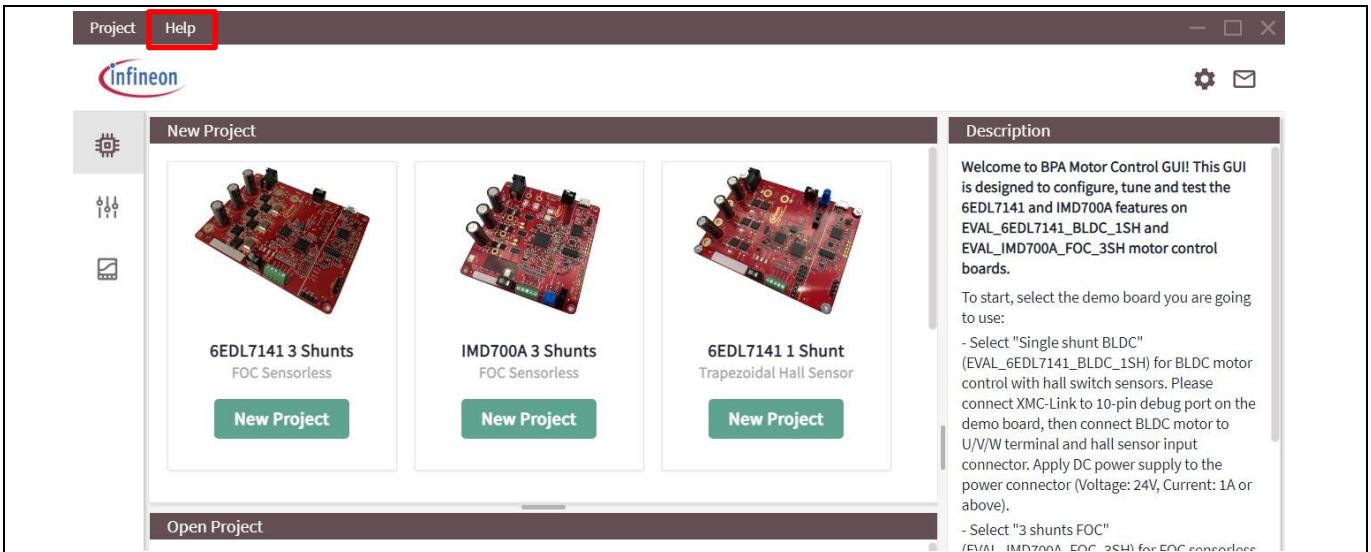 Project Help
infineon
New Project
6EDL7141 3 Shunts
FOC Sensorless
New Project
IMD700A 3 Shunts
FOC Sensorless
New Project
6EDL7141 1 Shunt
Trapezoidal Hall Sensor
New Project
Open Project
Description
Welcome to BPA Motor Control GUI! This GUI
is designed to configure, tune and test the
6EDL7141 and IMD700A features on
EVAL_6EDL7141_BLDC_1SH and
EVAL_IMD700A_FOC_3SH motor control
boards.
To start, select the demo board you are going
to use:
- Select "Single shunt BLDC"
(EVAL_6EDL7141_BLDC_1SH) for BLDC motor
control with hall switch sensors. Please
connect XMC-Link to 10-pin debug port on the
demo board, then connect BLDC motor to
U/V/W terminal and hall sensor input
connector. Apply DC power supply to the
power connector (Voltage: 24V, Current: 1A or
above).
- Select "3 shunts FOC"
(EVAL_IMD700A_FOC_3SH) for FOC sensorless